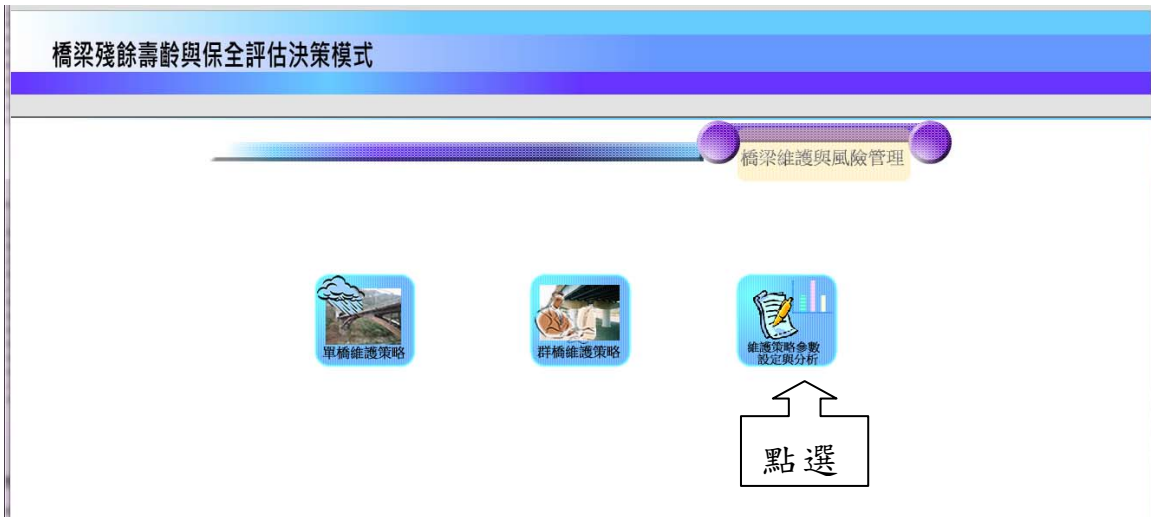 橋梁殘餘壽齡與保全評估決策模式
橋梁維護與風險管理
單橋維護策略
群橋維護策略
維護策略參數
設定與分析
點選